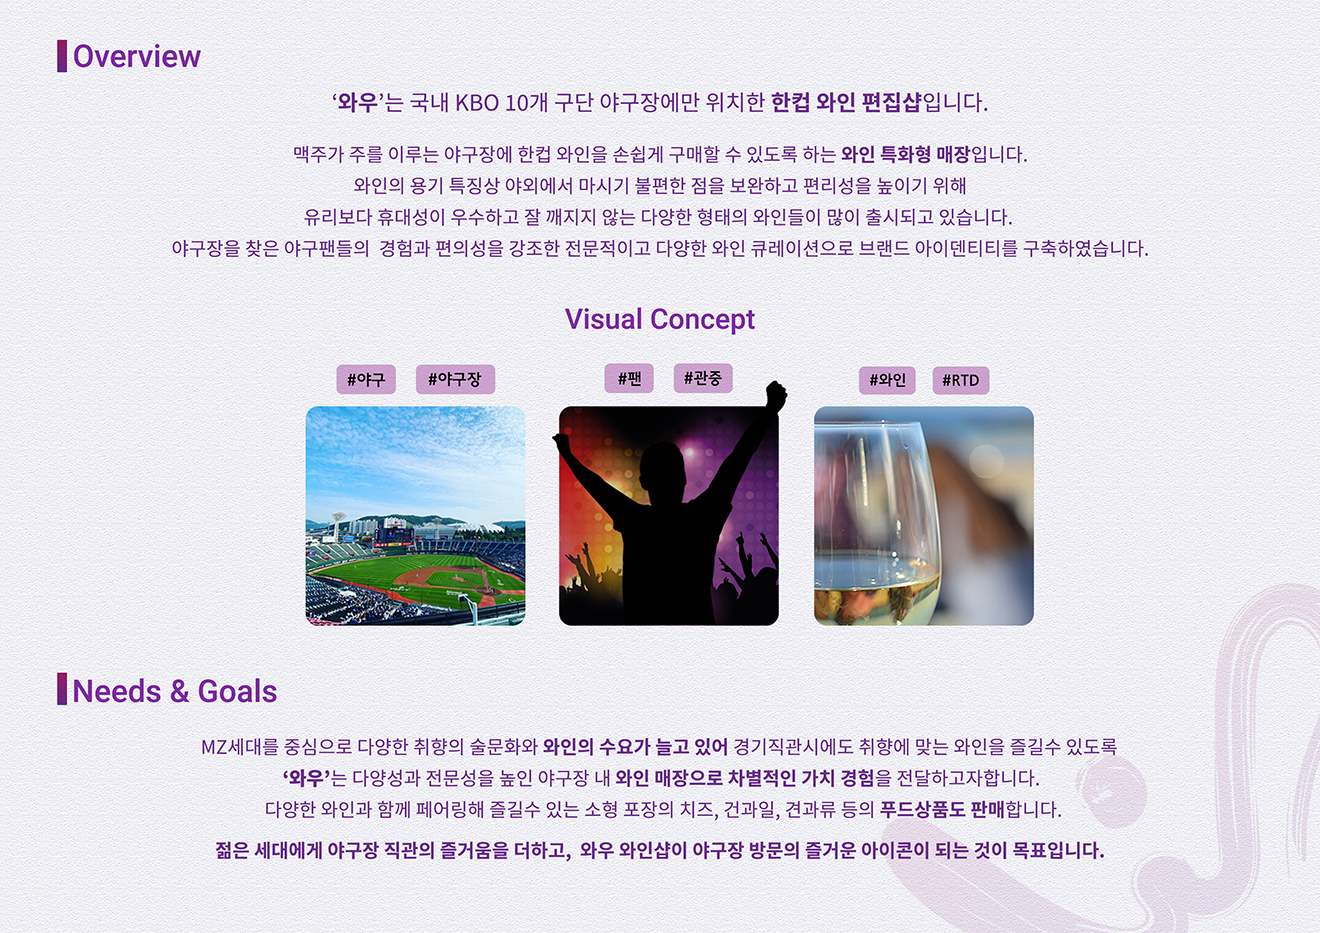 Overview
‘와우’는 국내 KBO 10개 구단 야구장에만 위치한 한컵 와인 편집샵입니다.
맥주가 주를 이루는 야구장에 한컵 와인을 손쉽게 구매할 수 있도록 하는 와인 특화형 매장입니다.
와인의 용기 특징상 야외에서 마시기 불편한 점을 보완하고 편리성을 높이기 위해
유리보다 휴대성이 우수하고 잘 깨지지 않는 다양한 형태의 와인들이 많이 출시되고 있습니다.
야구장을 찾은 야구팬들의 경험과 편의성을 강조한 전문적이고 다양한 와인 큐레이션으로 브랜드 아이덴티티를 구축하였습니다.
Visual Concept
#야구 #야구장 #팬 #관중 #와인 #RTD
Needs & Goals
MZ세대를 중심으로 다양한 취향의 술문화와 와인의 수요가 늘고 있어 경기직관시에도 취향에 맞는 와인을 즐길수 있도록
‘와우’는 다양성과 전문성을 높인 야구장 내 와인 매장으로 차별적인 가치 경험을 전달하고자합니다.
다양한 와인과 함께 페어링해 즐길수 있는 소형 포장의 치즈, 건과일, 견과류 등의 푸드상품도 판매합니다.
젊은 세대에게 야구장 직관의 즐거움을 더하고, 와우 와인샵이 야구장 방문의 즐거운 아이콘이 되는 것이 목표입니다.